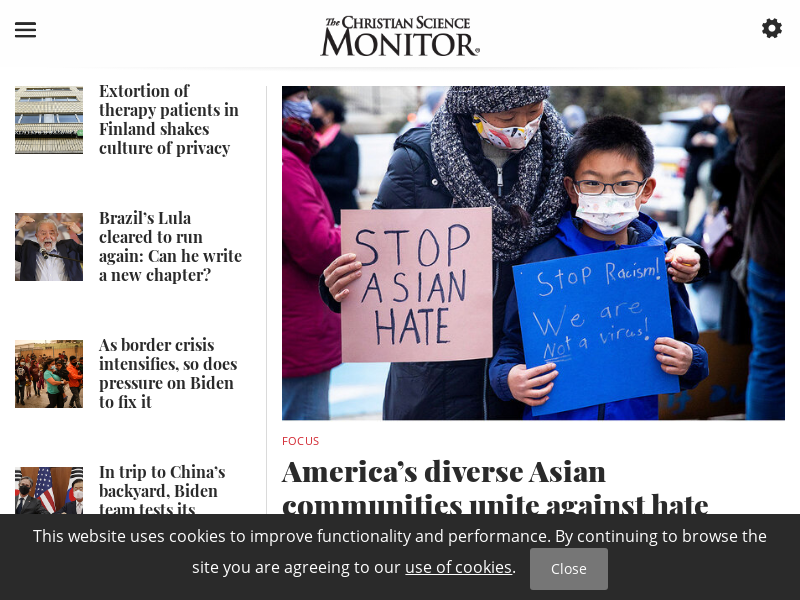 The CHRISTIAN SCIENCE
MONITOR®
Extortion of
therapy patients in
Finland shakes
culture of privacy
Brazil’s Lula
cleared to run
again: Can he write
a new chapter?
As border crisis
intensifies, so does
pressure on Biden
to fix it
In trip to China’s
backyard, Biden
team tests its
STOP
ASIAN
HATE
Stop Racism!
We are
Not a virus!
FOCUS
America’s diverse Asian
communities unite against hate
This website uses cookies to improve functionality and performance. By continuing to browse the
site you are agreeing to our use of cookies. Close